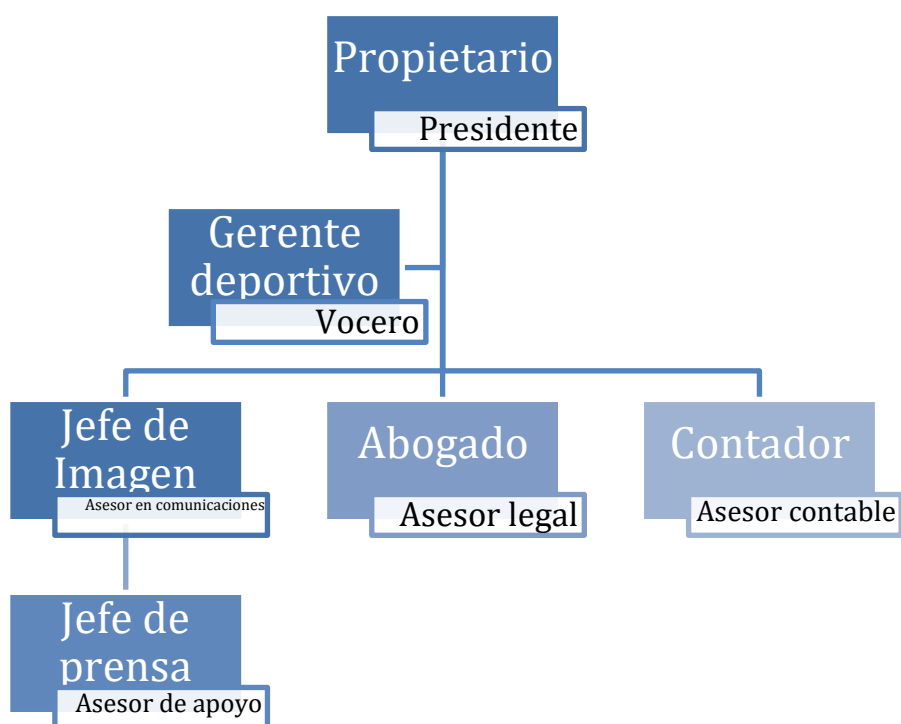 Propietario
Presidente
Gerente
deportivo
Vocero
Jefe de
Imagen
Asesor en comunicaciones
Abogado
Asesor legal
Contador
Asesor contable
Jefe de
prensa
Asesor de apoyo